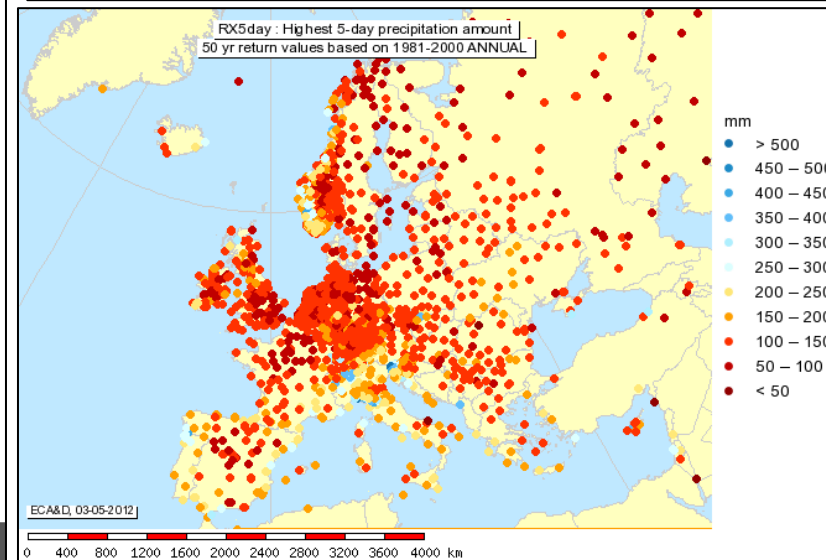 RX5day : Highest 5-day precipitation amount
50 yr return values based on 1981-2000 ANNUAL
mm
> 500
450 – 500
400 – 450
350 – 400
300 – 350
250 – 300
200 – 250
150 – 200
100 – 150
50 – 100
< 50
ECA&D, 03-05-2012
0 400 800 1200 1600 2000 2400 2800 3200 3600 4000 km